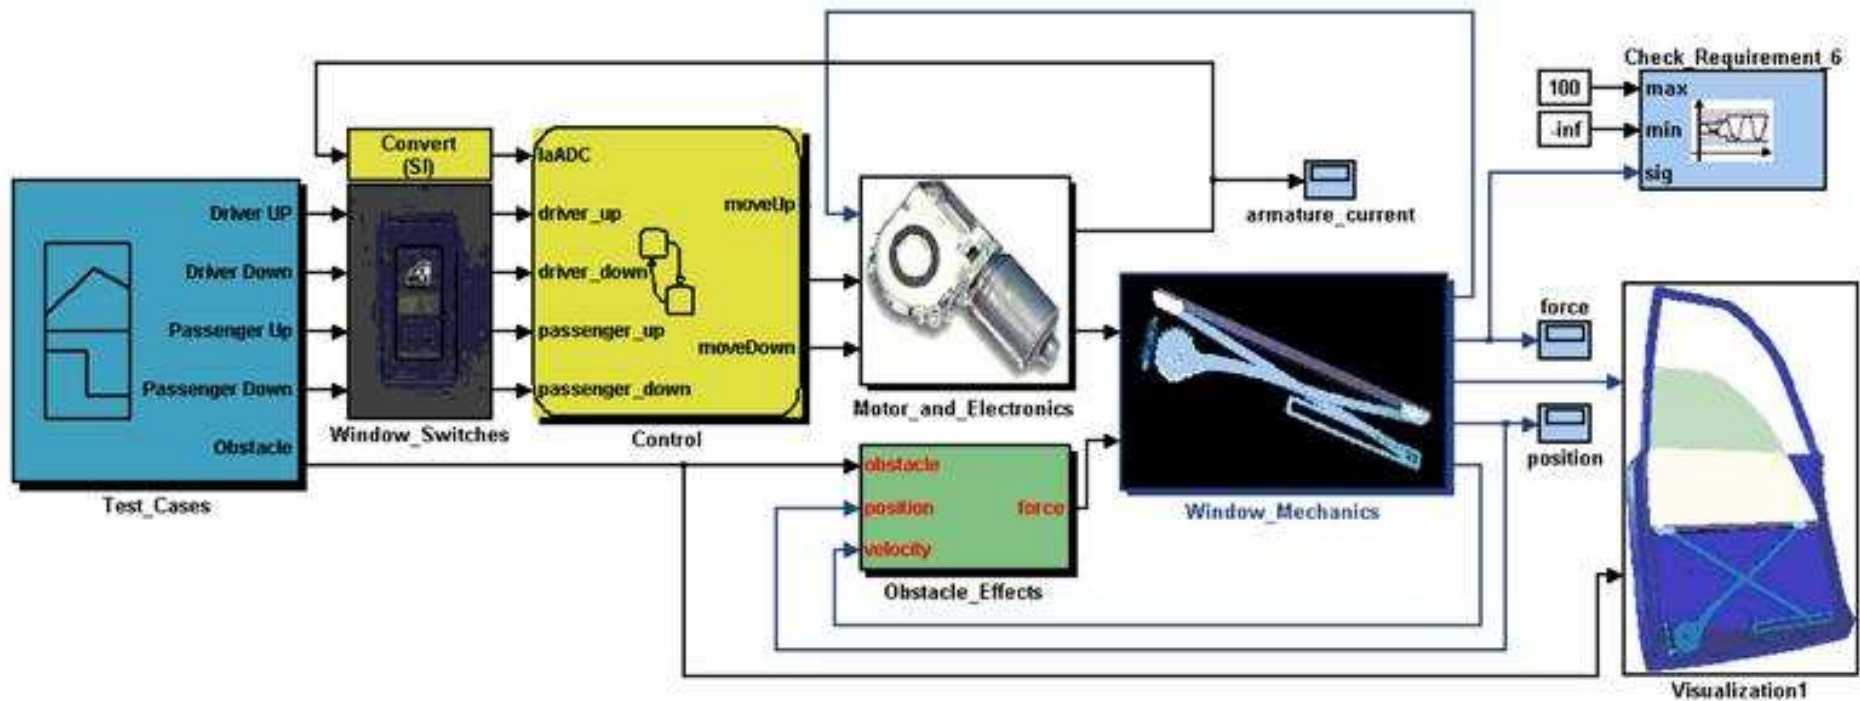 Check_Requirement_6
100
max
-inf
min
sig
Convert
(SI)
IaADC
Driver UP
driver_up
moveUp
armature_current
Driver Down
driver_down
Passenger Up
passenger_up
moveDown
force
Passenger Down
passenger_down
Motor_and_Electronics
Window_Switches
Control
Obstacle
position
obstacle
Test_Cases
position
force
Window_Mechanics
velocity
Obstacle_Effects
Visualization1